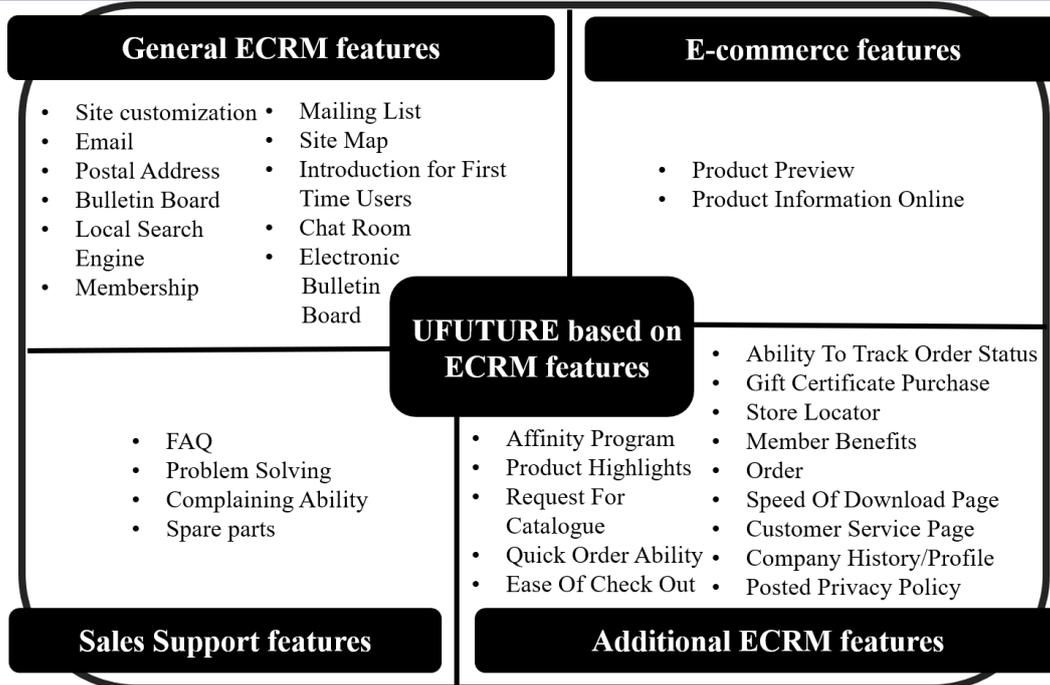 General ECRM features
• Site customization
• Email
• Postal Address
• Bulletin Board
• Local Search
Engine
• Membership
• Mailing List
• Site Map
• Introduction for First
Time Users
• Chat Room
• Electronic
Bulletin
Board
E-commerce features
• Product Preview
• Product Information Online
UFUTURE based on
ECRM features
• FAQ
• Problem Solving
• Complaining Ability
• Spare parts
Sales Support features
• Affinity Program
• Product Highlights
• Request For
Catalogue
• Quick Order Ability
• Ease Of Check Out
• Ability To Track Order Status
• Gift Certificate Purchase
• Store Locator
• Member Benefits
• Order
• Speed Of Download Page
• Customer Service Page
• Company History/Profile
• Posted Privacy Policy
Additional ECRM features